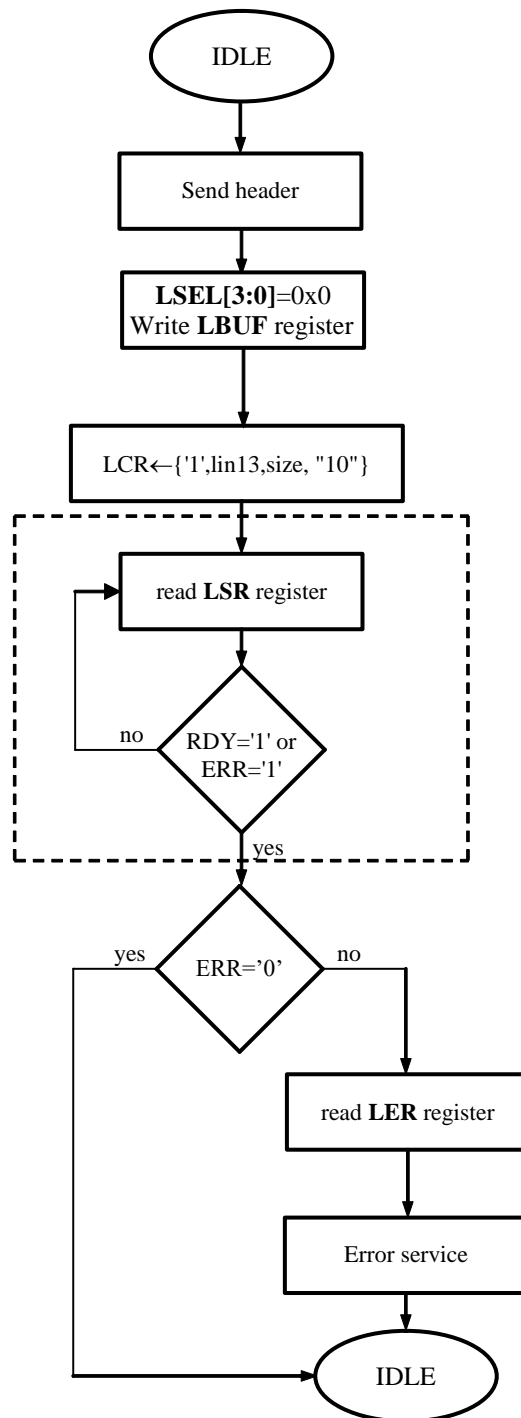 IDLE
Send header
LSEL[3:0]=0x0
Write LBUF register
LCR←{'1',lin13,size, "10"}
read LSR register
RDY='1' or
ERR='1'
no
yes
ERR=’0’
yes
no
read LER register
Error service
IDLE